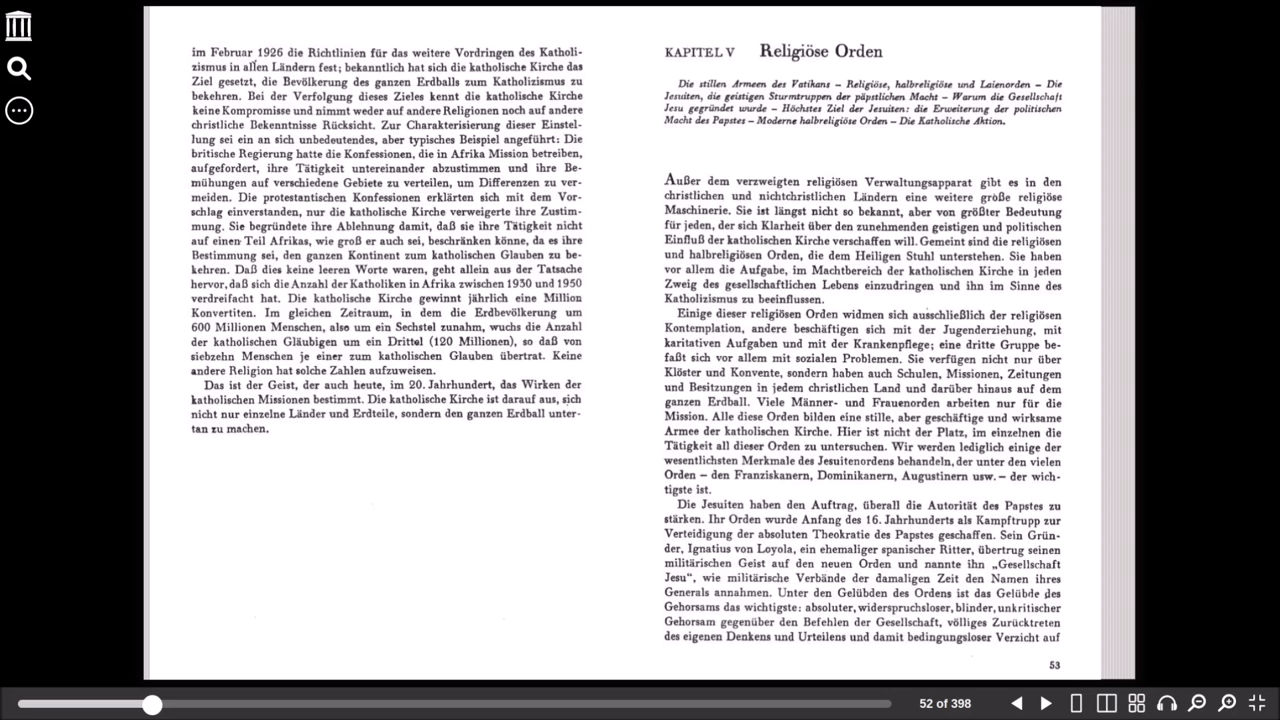 im Februar 1926 die Richtlinien für das weitere Vordringen des Katholi-
zismus in allen Ländern fest; bekanntlich hat sich die katholische Kirche das
Ziel gesetzt, die Bevölkerung des ganzen Erdballs zum Katholizismus zu
bekehren. Bei der Verfolgung dieses Zieles kennt die katholische Kirche
keine Kompromisse und nimmt weder auf andere Religionen noch auf andere
christliche Bekenntnisse Rücksicht. Zur Charakterisierung dieser Einstel-
lung sei ein an sich unbedeutendes, aber typisches Beispiel angeführt: Die
britische Regierung hatte die Konfessionen, die in Afrika Mission betreiben,
aufgefordert, ihre Tätigkeit untereinander abzustimmen und ihre Be-
mühungen auf verschiedene Gebiete zu verteilen, um Differenzen zu ver-
meiden. Die protestantischen Konfessionen erklärten sich mit dem Vor-
schlag einverstanden, nur die katholische Kirche verweigerte ihre Zustim-
mung. Sie begründete ihre Ablehnung damit, daß sie ihre Tätigkeit nicht
auf einen Teil Afrikas, wie groß er auch sei, beschränken könne, da es ihre
Bestimmung sei, den ganzen Kontinent zum katholischen Glauben zu be-
kehren. Daß dies keine leeren Worte waren, geht allein aus der Tatsache
hervor, daß sich die Anzahl der Katholiken in Afrika zwischen 1930 und 1950
verdreifacht hat. Die katholische Kirche gewinnt jährlich eine Million
Konvertiten. Im gleichen Zeitraum, in dem die Erdbevölkerung um
600 Millionen Menschen, also um ein Sechstel zunahm, wuchs die Anzahl
der katholischen Gläubigen um ein Drittel (120 Millionen), so daß von
siebzehn Menschen je einer zum katholischen Glauben übertrat. Keine
andere Religion hat solche Zahlen aufzuweisen.
Das ist der Geist, der auch heute, im 20. Jahrhundert, das Wirken der
katholischen Missionen bestimmt. Die katholische Kirche ist darauf aus, sich
nicht nur einzelne Länder und Erdteile, sondern den ganzen Erdball unter-
tan zu machen.
KAPITEL V Religiöse Orden
Die stillen Armeen des Vatikans – Religiöse, halbreligiöse und Laienorden – Die
Jesuiten, die geistigen Sturmtruppen der päpstlichen Macht – Warum die Gesellschaft
Jesu gegründet wurde – Höchstes Ziel der Jesuiten: die Erweiterung der politischen
Macht des Papstes – Moderne halbreligiöse Orden – Die Katholische Aktion.
Außer dem verzweigten religiösen Verwaltungsapparat gibt es in den
christlichen und nichtchristlichen Ländern eine weitere große religiöse
Maschinerie. Sie ist längst nicht so bekannt, aber von größter Bedeutung
für jeden, der sich Klarheit über den zunehmenden geistigen und politischen
Einfluß der katholischen Kirche verschaffen will. Gemeint sind die religiösen
und halbreligiösen Orden, die dem Heiligen Stuhl unterstehen. Sie haben
vor allem die Aufgabe, im Machtbereich der katholischen Kirche in jeden
Zweig des gesellschaftlichen Lebens einzudringen und ihn im Sinne des
Katholizismus zu beeinflussen.
Einige dieser religiösen Orden widmen sich ausschließlich der religiösen
Kontemplation, andere beschäftigen sich mit der Jugenderziehung, mit
karitativen Aufgaben und mit der Krankenpflege; eine dritte Gruppe be-
faßt sich vor allem mit sozialen Problemen. Sie verfügen nicht nur über
Klöster und Konvente, sondern haben auch Schulen, Missionen, Zeitungen
und Besitzungen in jedem christlichen Land und darüber hinaus auf dem
ganzen Erdball. Viele Männer- und Frauenorden arbeiten nur für die
Mission. Alle diese Orden bilden eine stille, aber geschäftige und wirksame
Armee der katholischen Kirche. Hier ist nicht der Platz, im einzelnen die
Tätigkeit all dieser Orden zu untersuchen. Wir werden lediglich einige der
wesentlichsten Merkmale des Jesuitenordens behandeln, der unter den vielen
Orden – den Franziskanern, Dominikanern, Augustinern usw. – der wich-
tigste ist.
Die Jesuiten haben den Auftrag, überall die Autorität des Papstes zu
stärken. Ihr Orden wurde Anfang des 16. Jahrhunderts als Kampftrupp zur
Verteidigung der absoluten Theokratie des Papstes geschaffen. Sein Grün-
der, Ignatius von Loyola, ein ehemaliger spanischer Ritter, übertrug seinen
militärischen Geist auf den neuen Orden und nannte ihn „Gesellschaft
Jesu“, wie militärische Verbände der damaligen Zeit den Namen ihres
Generals annahmen. Unter den Gelübden des Ordens ist das Gelübde des
Gehorsams das wichtigste: absoluter, widerspruchsloser, blinder, unkritischer
Gehorsam gegenüber den Befehlen der Gesellschaft, völliges Zurücktreten
des eigenen Denkens und Urteilens und damit bedingungsloser Verzicht auf
53
52 of 398